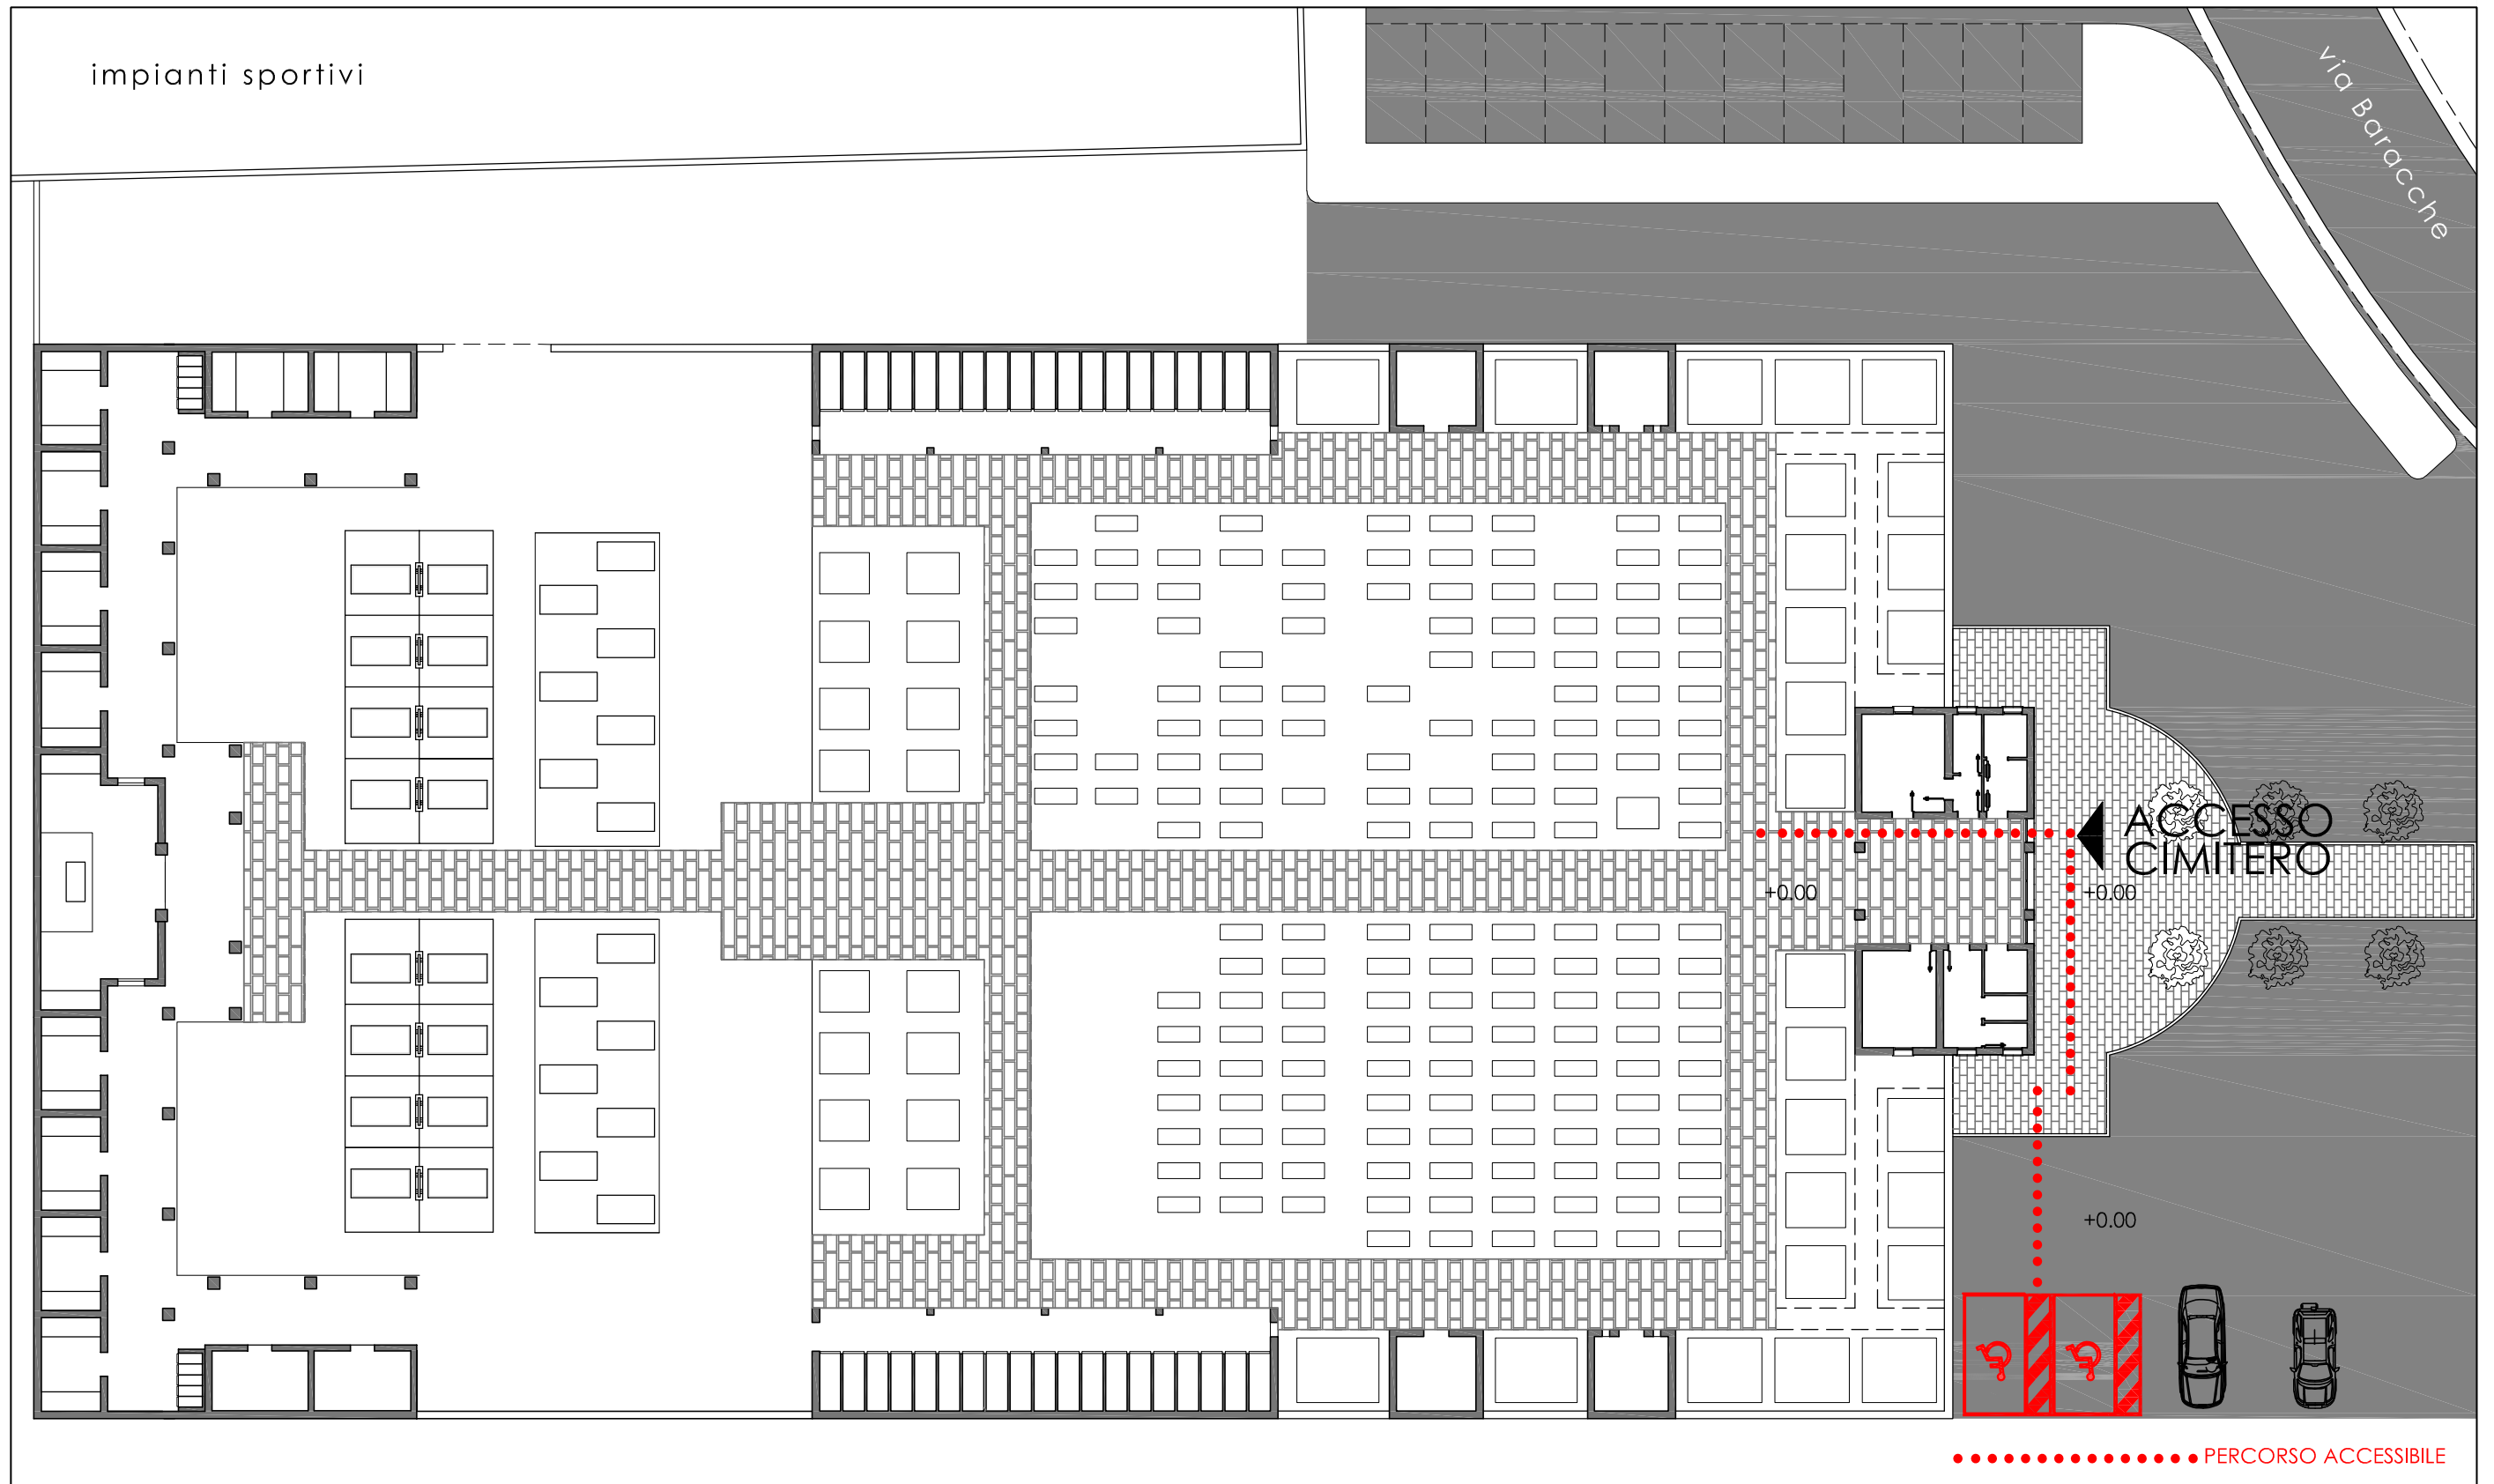 impianti sportivi
via Baracche
ACCESSO
CIMITERO
+0.00
+0.00
+0.00
PERCORSO ACCESSIBILE